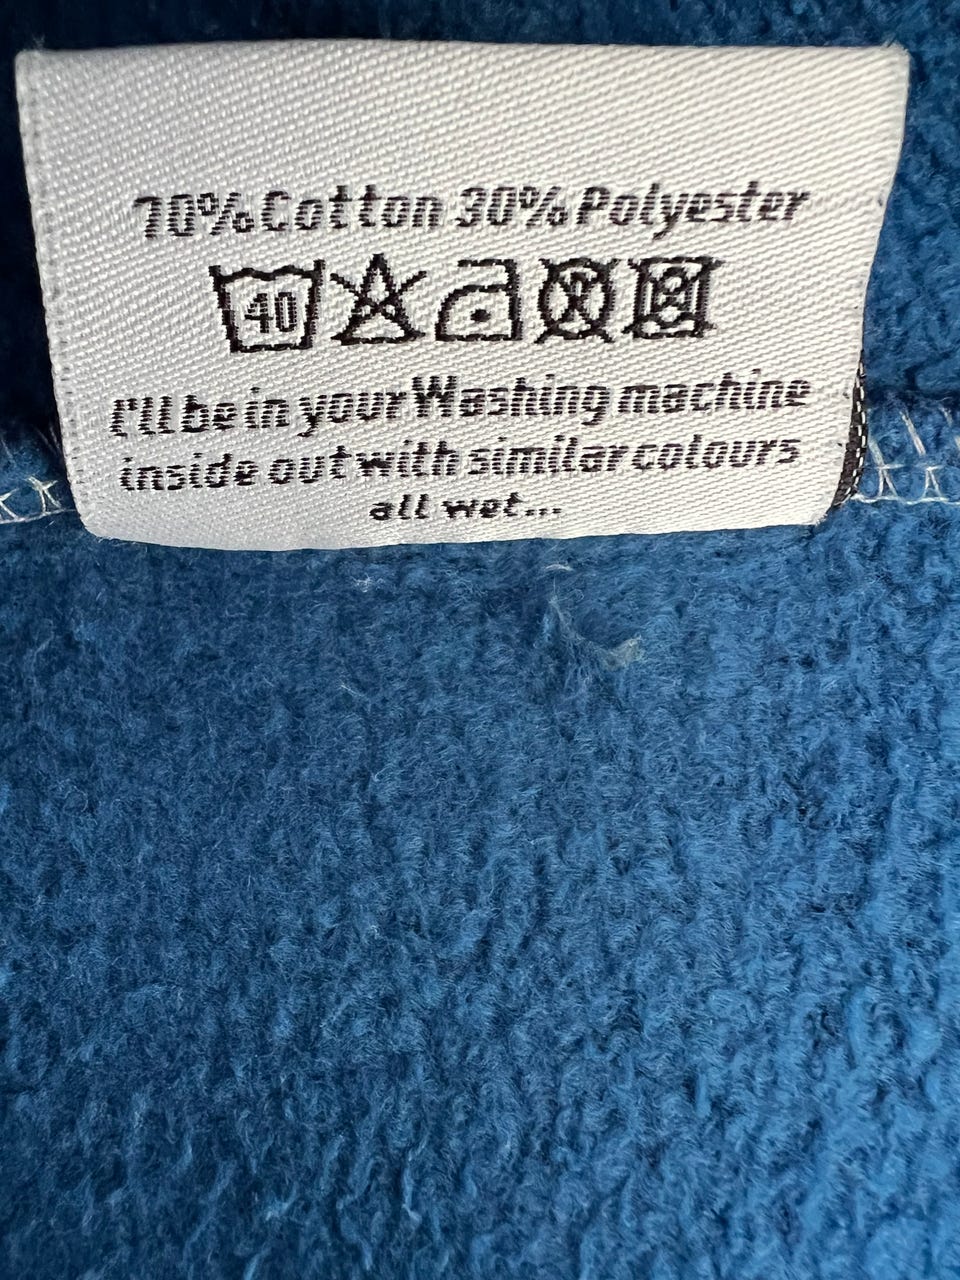 70% Cotton 30% Polyester
40
I'll be in your Washing machine
inside out with similar colours
all wet...